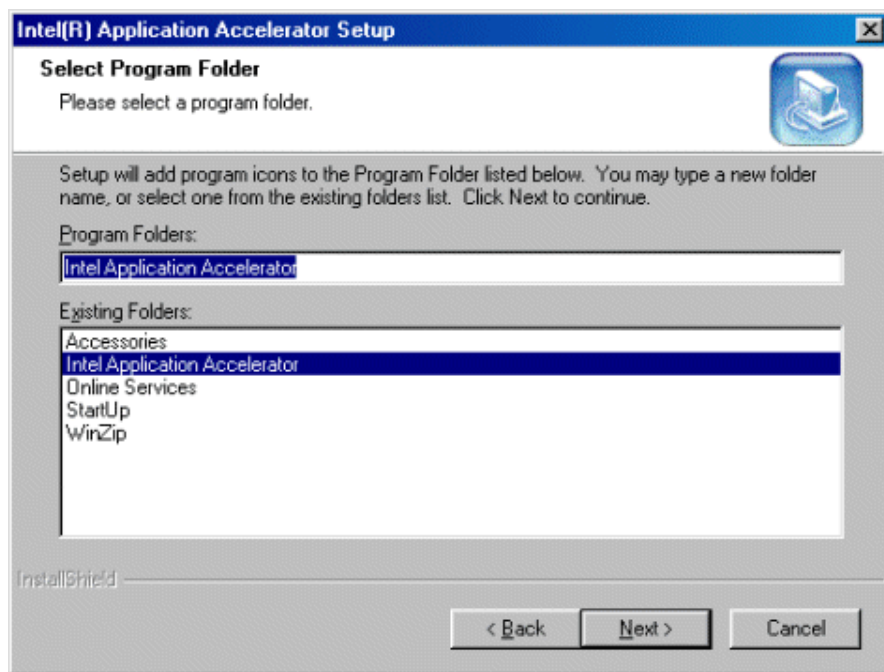 Intel(R) Application Accelerator Setup
Select Program Folder
Please select a program folder.
Setup will add program icons to the Program Folder listed below.  You may type a new folder
name, or select one from the existing folders list.  Click Next to continue.
Program Folders:
Intel Application Accelerator
Existing Folders:
Accessories
Intel Application Accelerator
Online Services
StartUp
WinZip
InstallShield
< Back
Next >
Cancel